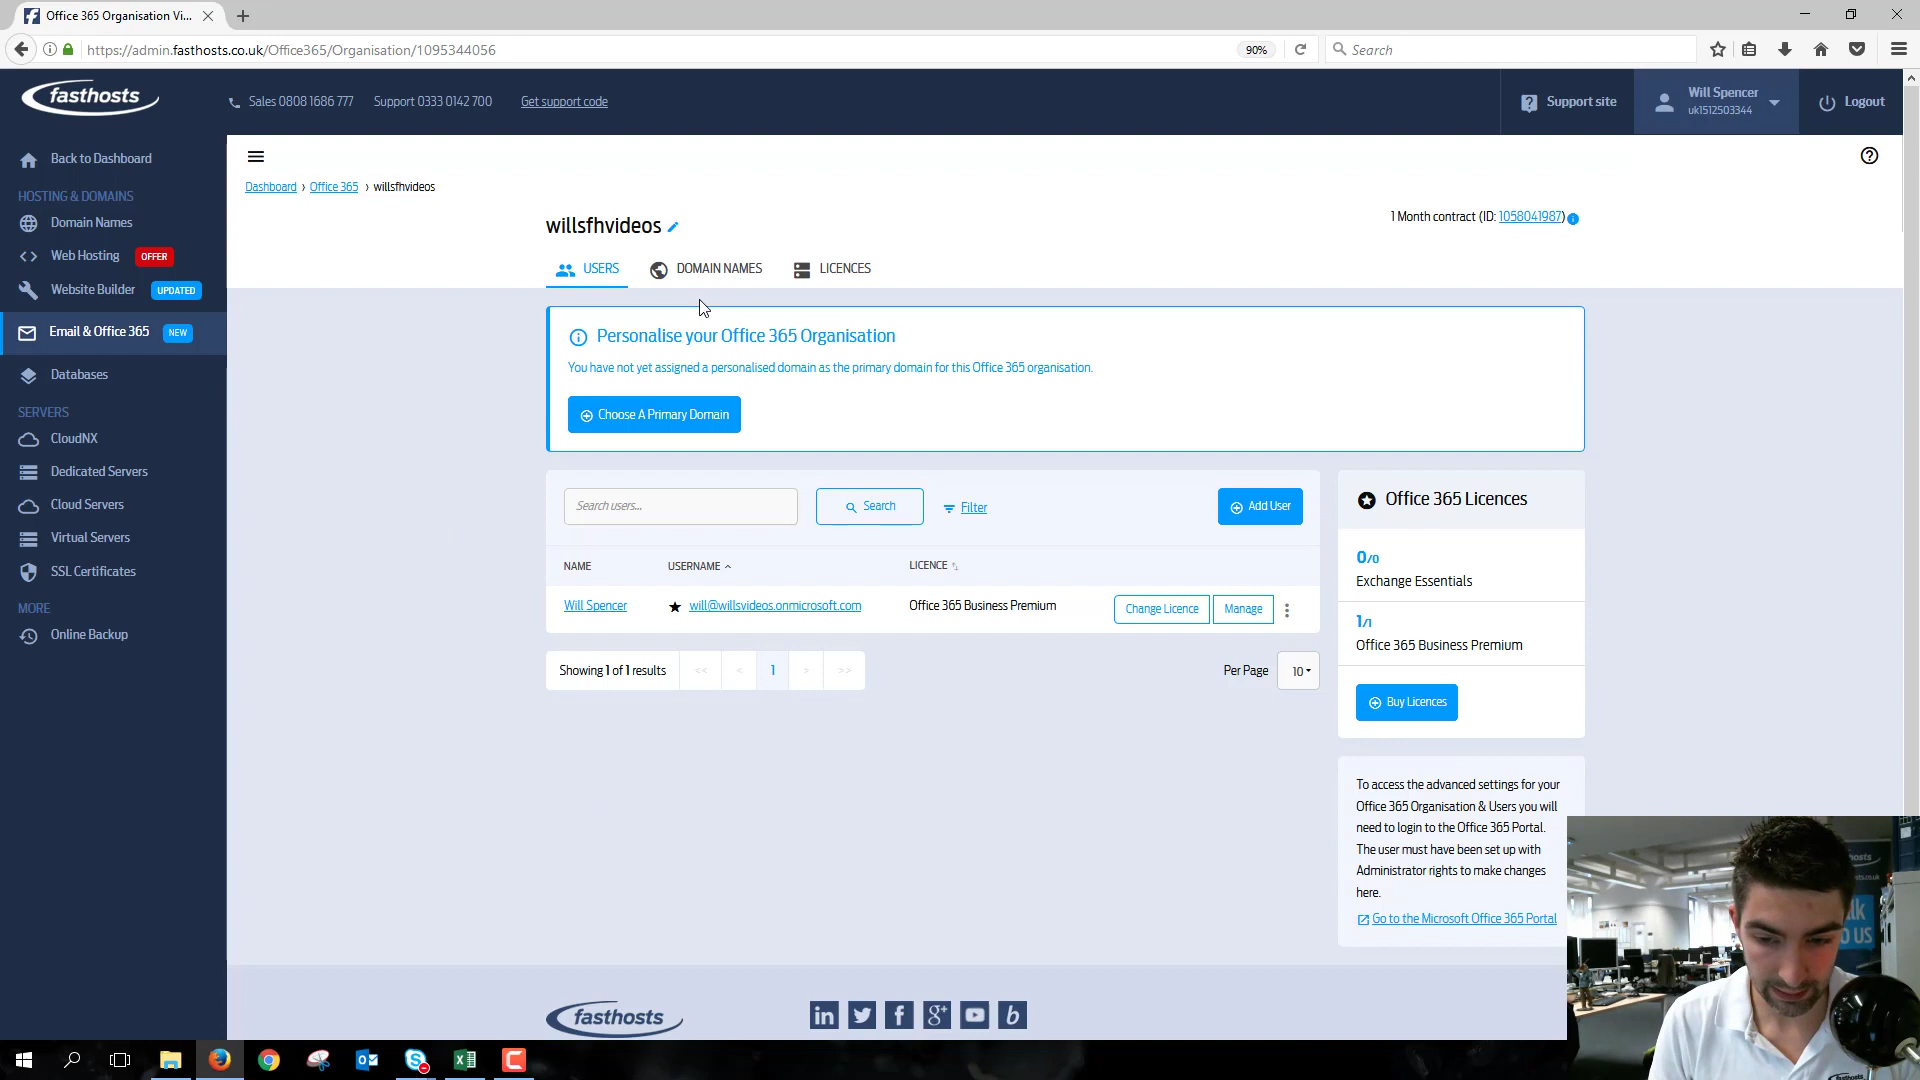 Office 365 Organisation Vi...
https://admin.fasthosts.co.uk/Office365/Organisation/1095344056
90%
Search
fasthosts
Sales 0808 1686 777
Support 0333 0142 700
Get support code
Support site
Will Spencer
uk1512503344
Logout
Back to Dashboard
HOSTING & DOMAINS
Domain Names
Web Hosting OFFER
Website Builder UPDATED
Email & Office 365 NEW
Databases
SERVERS
CloudNX
Dedicated Servers
Cloud Servers
Virtual Servers
SSL Certificates
MORE
Online Backup
Dashboard › Office 365 › willsfhvideos
willsfhvideos
1 Month contract (ID: 1058041987)
USERS
DOMAIN NAMES
LICENCES
Personalise your Office 365 Organisation
You have not yet assigned a personalised domain as the primary domain for this Office 365 organisation.
Choose A Primary Domain
Search users...
Search
Filter
Add User
NAME
USERNAME
LICENCE
Will Spencer
will@willsvideos.onmicrosoft.com
Office 365 Business Premium
Change Licence
Manage
Showing 1 of 1 results
<<
<
1
>
>>
Per Page
10
Office 365 Licences
0/0
Exchange Essentials
1/1
Office 365 Business Premium
Buy Licences
To access the advanced settings for your
Office 365 Organisation & Users you will
need to login to the Office 365 Portal.
The user must have been set up with
Administrator rights to make changes
here.
Go to the Microsoft Office 365 Portal
fasthosts